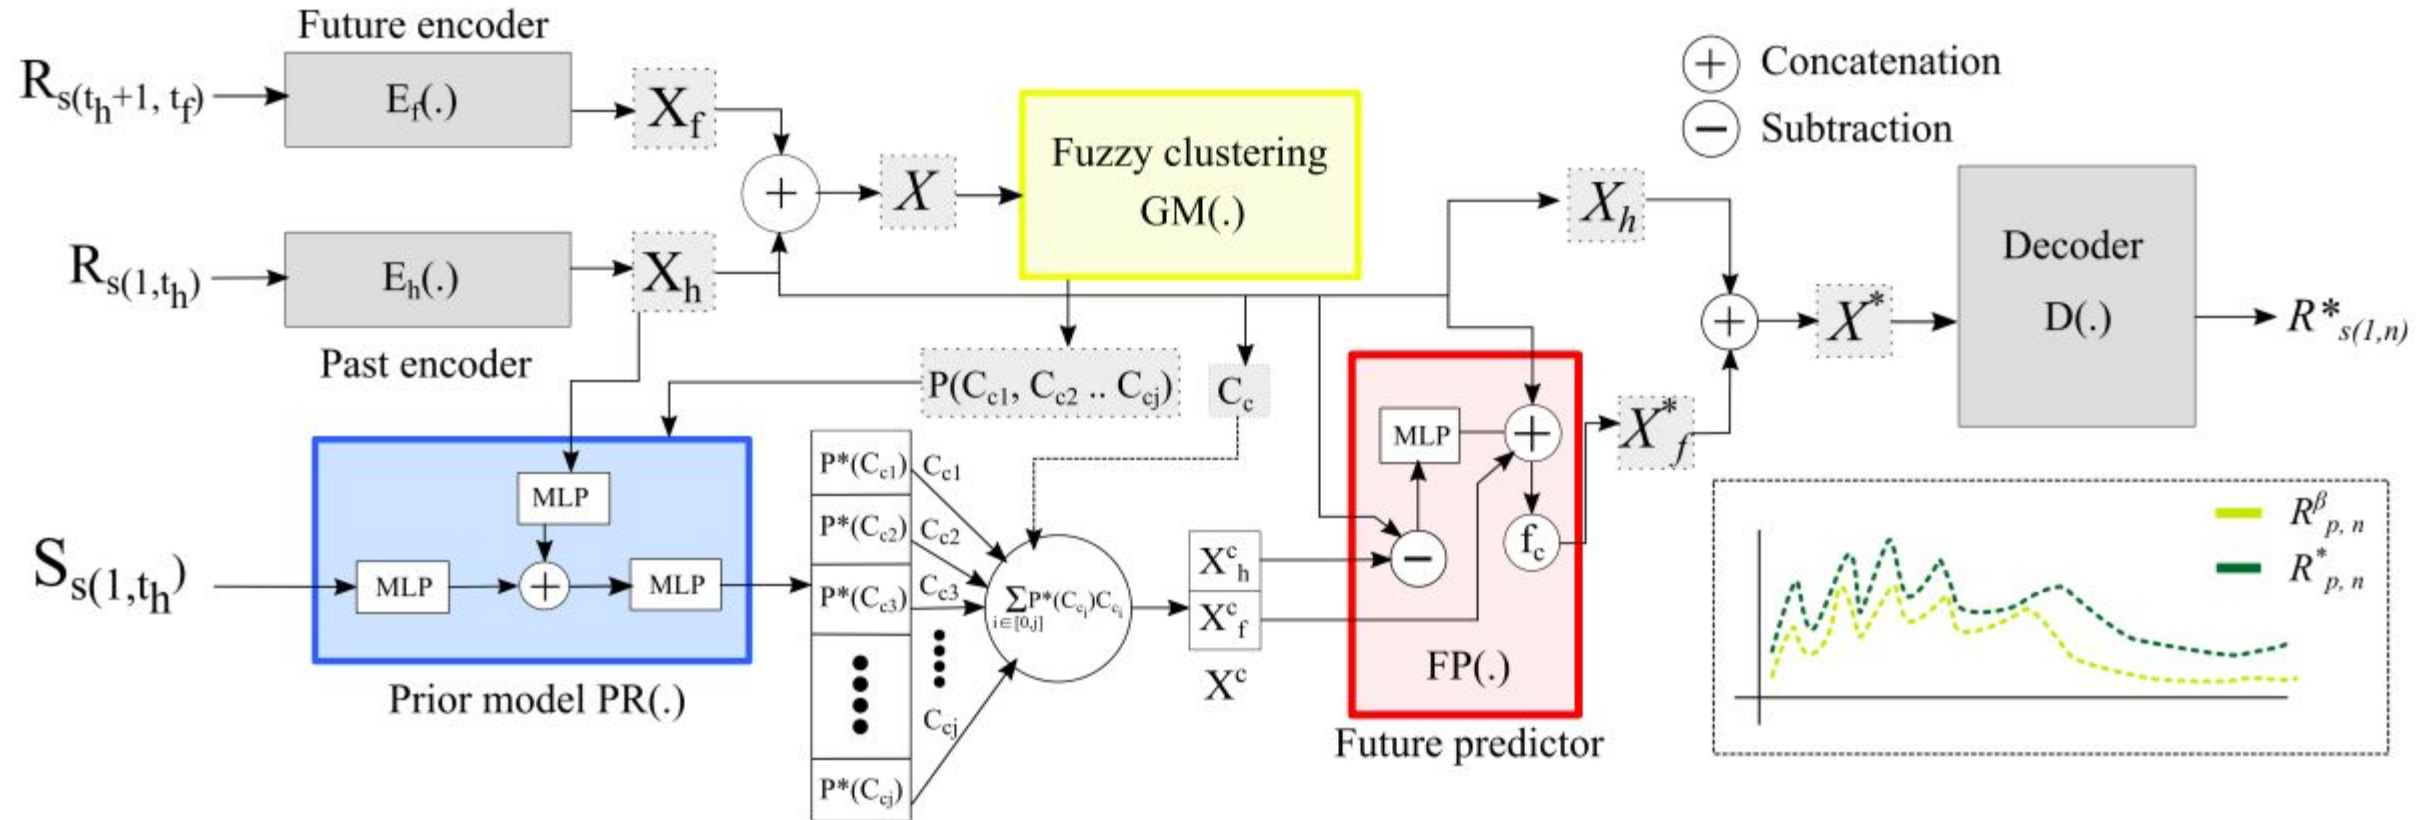 Future encoder
R_s(t_h+1, t_f)
E_f(.)
X_f
+
X
Fuzzy clustering
GM(.)
+ Concatenation
− Subtraction
R_s(1,t_h)
E_h(.)
X_h
Past encoder
X_h
Decoder
D(.)
+
X*
R*_s(1,n)
P(C_c1, C_c2 .. C_cj)
C_c
MLP
+
X*_f
S_s(1,t_h)
MLP
MLP
+
MLP
Prior model PR(.)
P*(C_c1)
C_c1
P*(C_c2)
C_c2
P*(C_c3)
C_c3
C_cj
P*(C_cj)
∑ P*(C_ci)C_ci
i∈[0,j]
X^c_h
X^c_f
X^c
−
f_c
FP(.)
Future predictor
R^β_p, n
R^*_p, n